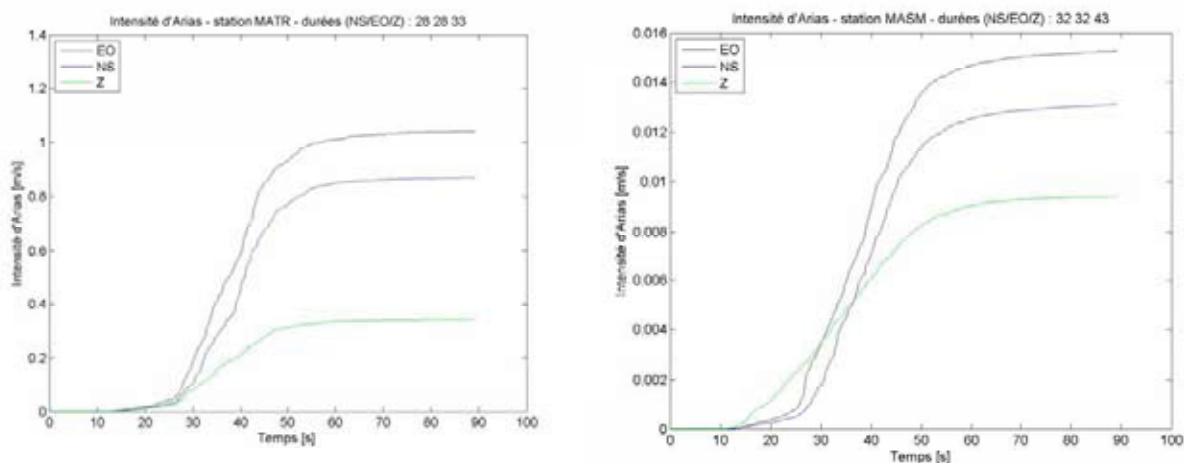 Intensité d'Arias - station MATR - durées (NS/EO/Z) : 28 28 33
1.4
1.2
1
0.8
0.6
0.4
0.2
0
EO
NS
Z
Intensité d'Arias [m/s]
0 10 20 30 40 50 60 70 80 90 100
Temps [s]
Intensité d'Arias - station MASM - durées (NS/EO/Z) : 32 32 43
0.016
0.014
0.012
0.01
0.008
0.006
0.004
0.002
0
EO
NS
Z
Intensité d'Arias [m/s]
0 10 20 30 40 50 60 70 80 90 100
Temps [s]